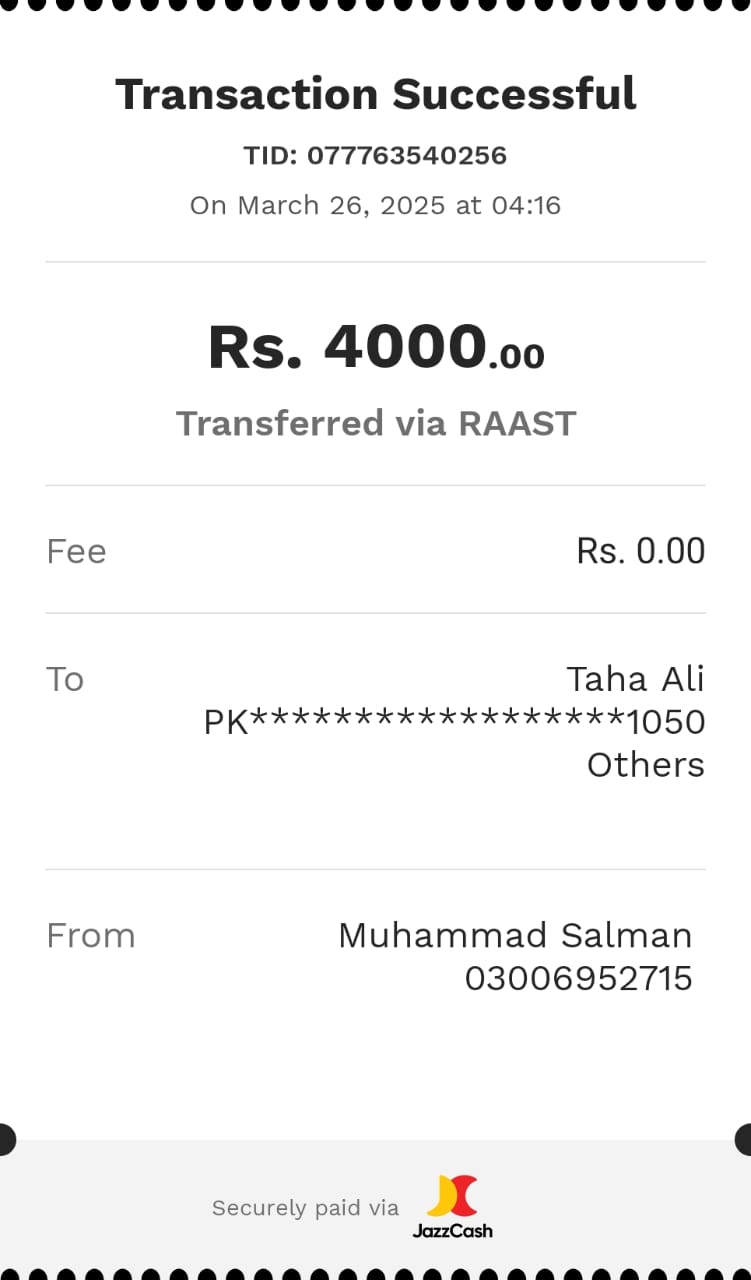 Transaction Successful
TID: 077763540256
On March 26, 2025 at 04:16
Rs. 4000.00
Transferred via RAAST
Fee Rs. 0.00
To Taha Ali
PK******************1050
Others
From Muhammad Salman
03006952715
Securely paid via JazzCash